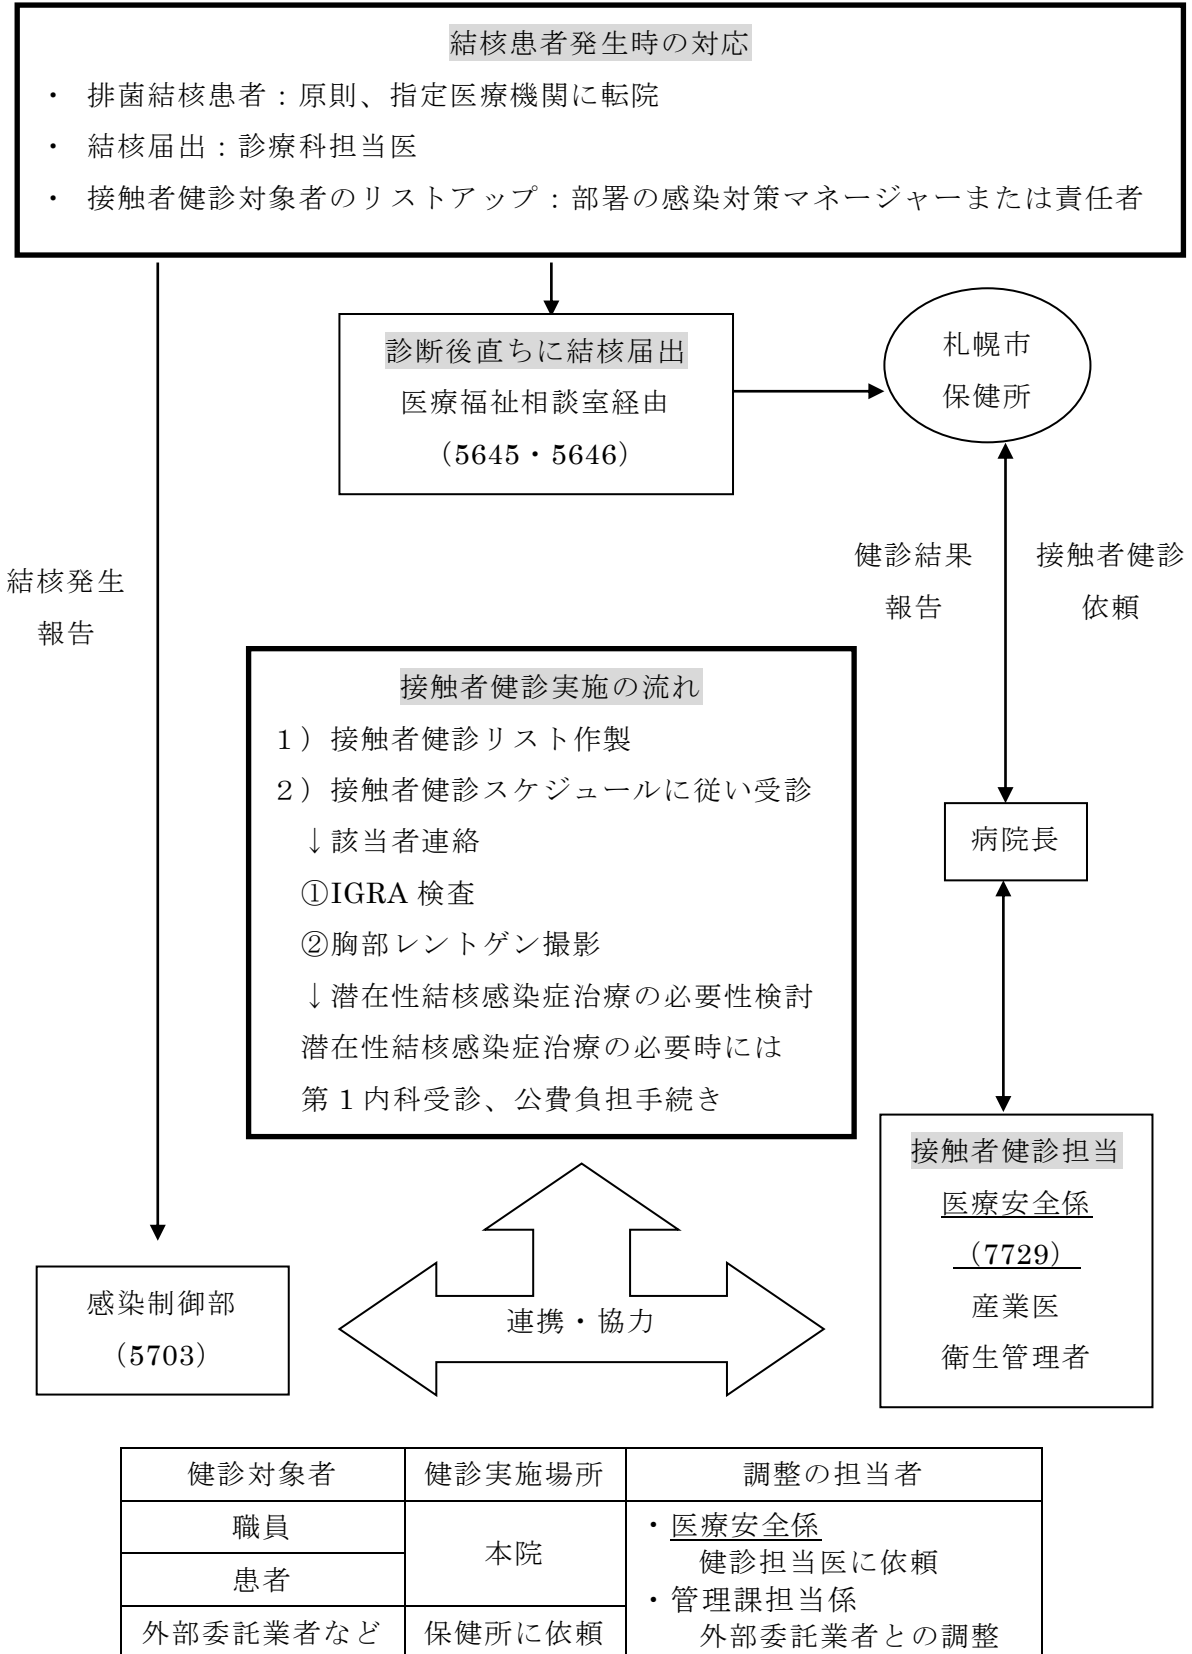 結核患者発生時の対応
・ 排菌結核患者：原則、指定医療機関に転院
・ 結核届出：診療科担当医
・ 接触者健診対象者のリストアップ：部署の感染対策マネージャーまたは責任者
診断後直ちに結核届出
医療福祉相談室経由
（5645・5646）
札幌市
保健所
結核発生
報告
健診結果
報告
接触者健診
依頼
接触者健診実施の流れ
１）接触者健診リスト作製
２）接触者健診スケジュールに従い受診
↓該当者連絡
①IGRA 検査
②胸部レントゲン撮影
↓潜在性結核感染症治療の必要性検討
潜在性結核感染症治療の必要時には
第１内科受診、公費負担手続き
病院長
接触者健診担当
医療安全係
（7729）
産業医
衛生管理者
感染制御部
（5703）
連携・協力
健診対象者 健診実施場所 調整の担当者
職員
患者
本院
外部委託業者など 保健所に依頼
・医療安全係
健診担当医に依頼
・管理課担当係
外部委託業者との調整